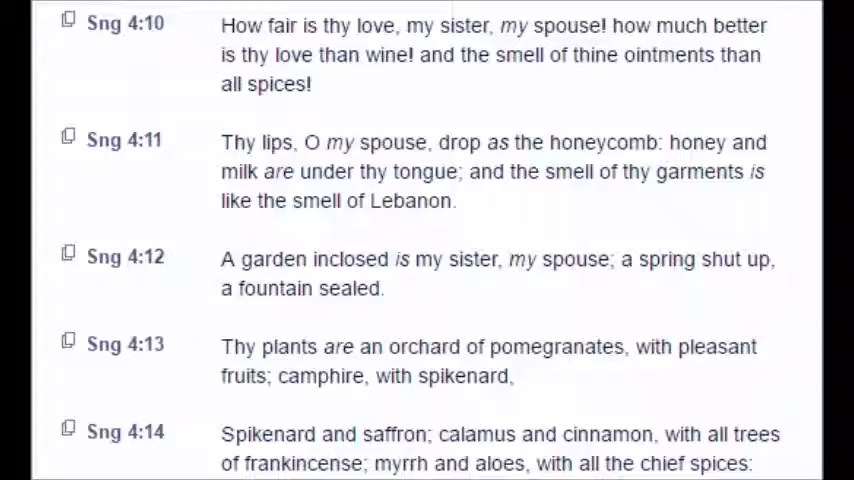 Sng 4:10 How fair is thy love, my sister, my spouse! how much better
is thy love than wine! and the smell of thine ointments than
all spices!
Sng 4:11 Thy lips, O my spouse, drop as the honeycomb: honey and
milk are under thy tongue; and the smell of thy garments is
like the smell of Lebanon.
Sng 4:12 A garden inclosed is my sister, my spouse; a spring shut up,
a fountain sealed.
Sng 4:13 Thy plants are an orchard of pomegranates, with pleasant
fruits; camphire, with spikenard,
Sng 4:14 Spikenard and saffron; calamus and cinnamon, with all trees
of frankincense; myrrh and aloes, with all the chief spices: